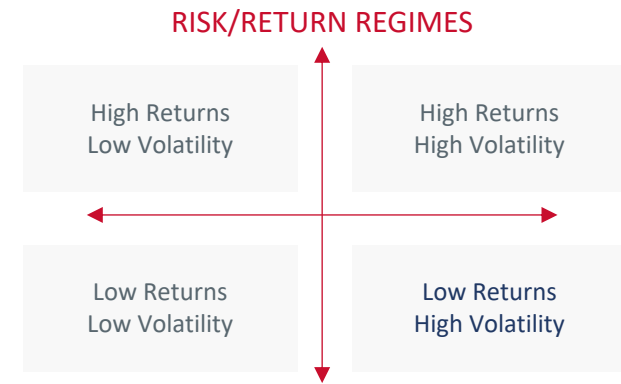 RISK/RETURN REGIMES
High Returns
Low Volatility
High Returns
High Volatility
Low Returns
Low Volatility
Low Returns
High Volatility